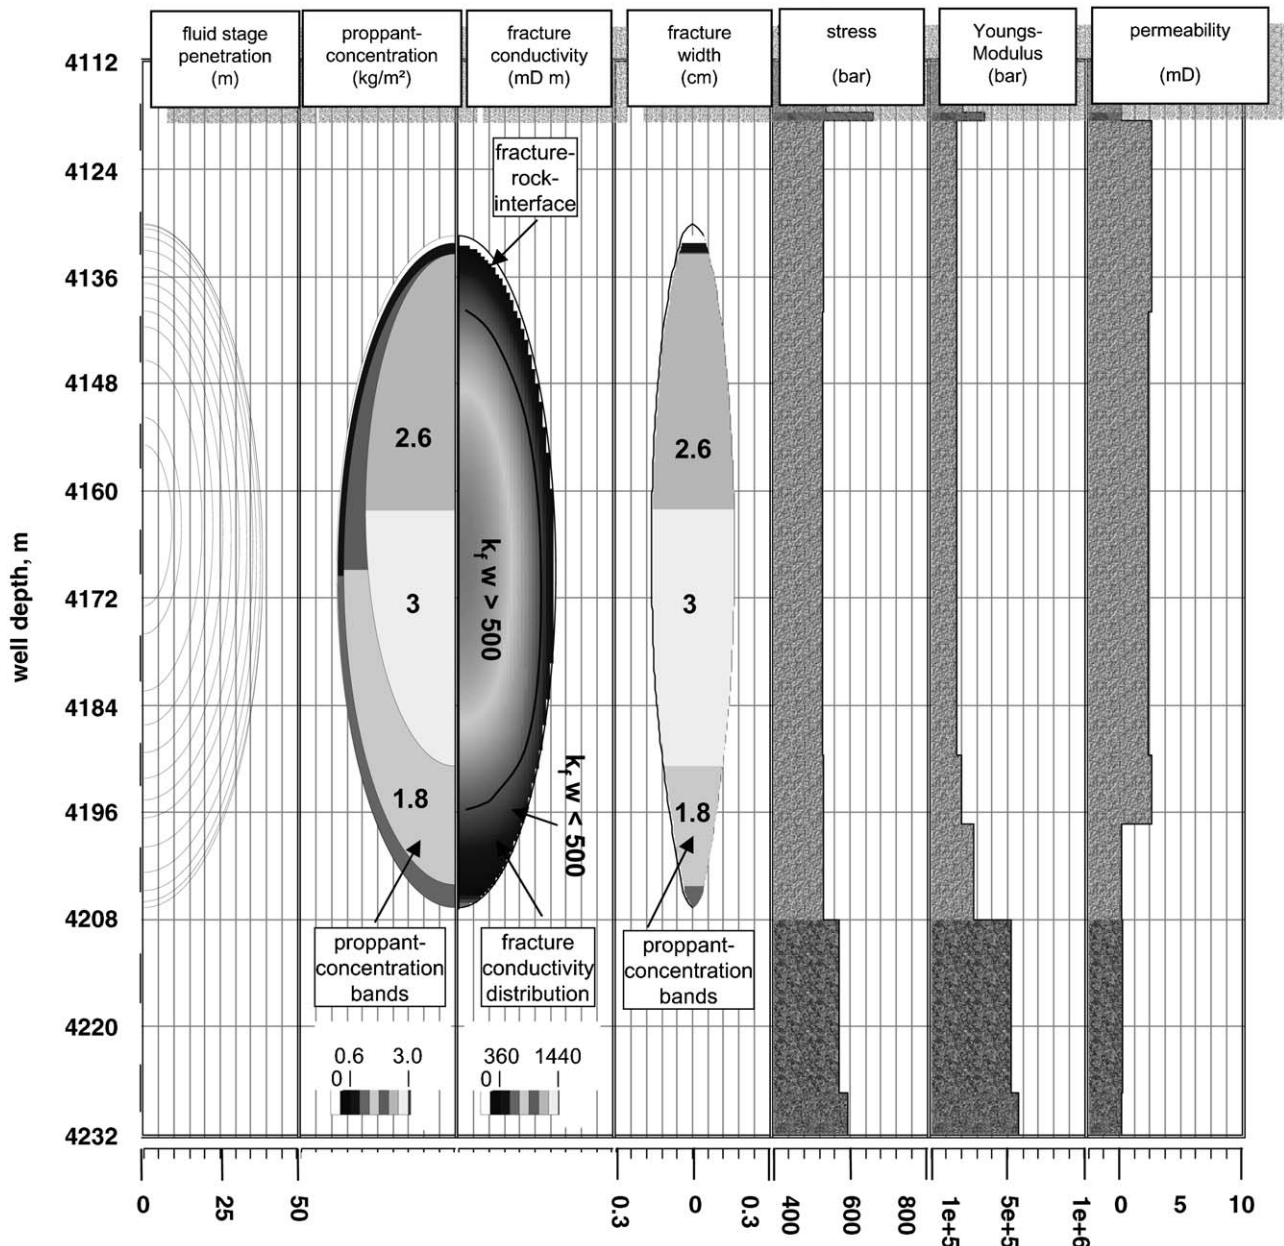 fluid stage
penetration
(m)
proppant-
concentration
(kg/m²)
fracture
conductivity
(mD m)
fracture
width
(cm)
stress
(bar)
Youngs-
Modulus
(bar)
permeability
(mD)
well depth, m
4112
4124
4136
4148
4160
4172
4184
4196
4208
4220
4232
fracture-
rock-
interface
2.6
3
1.8
k_f w > 500
k_f w < 500
2.6
3
1.8
proppant-
concentration
bands
fracture
conductivity
distribution
proppant-
concentration
bands
0.6 3.0
0
360 1440
0
0 25 50
0.3 0 0.3
400 600 800
1e+5 5e+5 1e+6
0 5 10